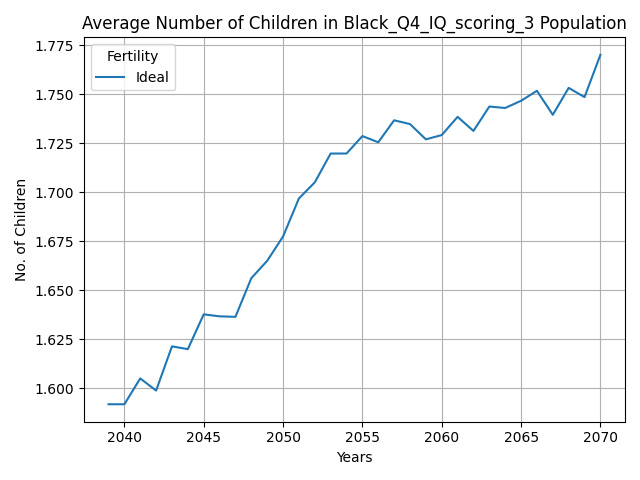 Average Number of Children in Black_Q4_IQ_scoring_3 Population
1.775
1.750
1.725
1.700
1.675
1.650
1.625
1.600
No. of Children
Fertility
Ideal
2040 2045 2050 2055 2060 2065 2070
Years